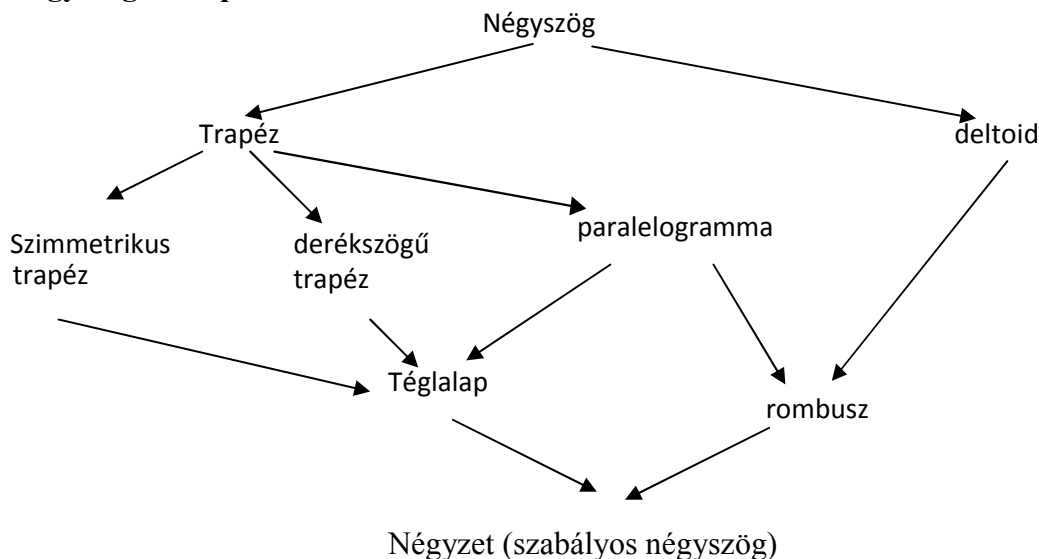 Négyszög
Trapéz
deltoid
Szimmetrikus
trapéz
derékszögű
trapéz
paralelogramma
Téglalap
rombusz
Négyzet (szabályos négyszög)